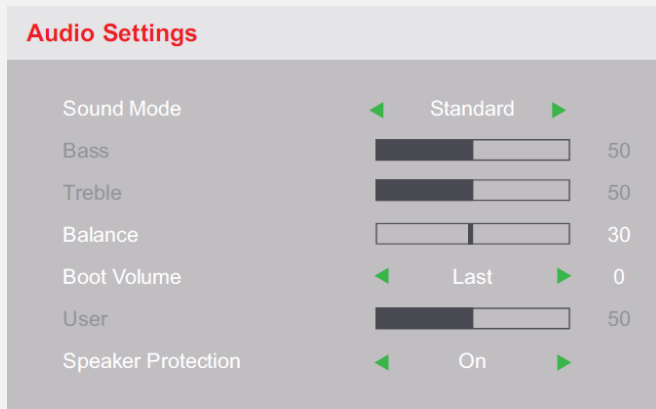 Audio Settings
Sound Mode Standard
Bass 50
Treble 50
Balance 30
Boot Volume Last 0
User 50
Speaker Protection On